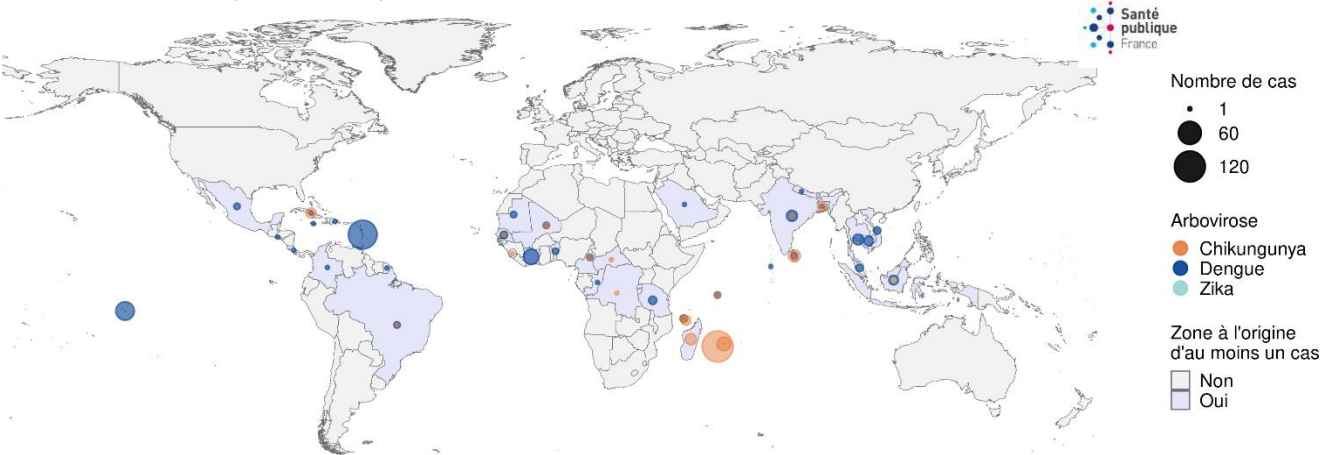 Santé
publique
France
Nombre de cas
1
60
120
Arbovirose
Chikungunya
Dengue
Zika
Zone à l'origine
d'au moins un cas
Non
Oui